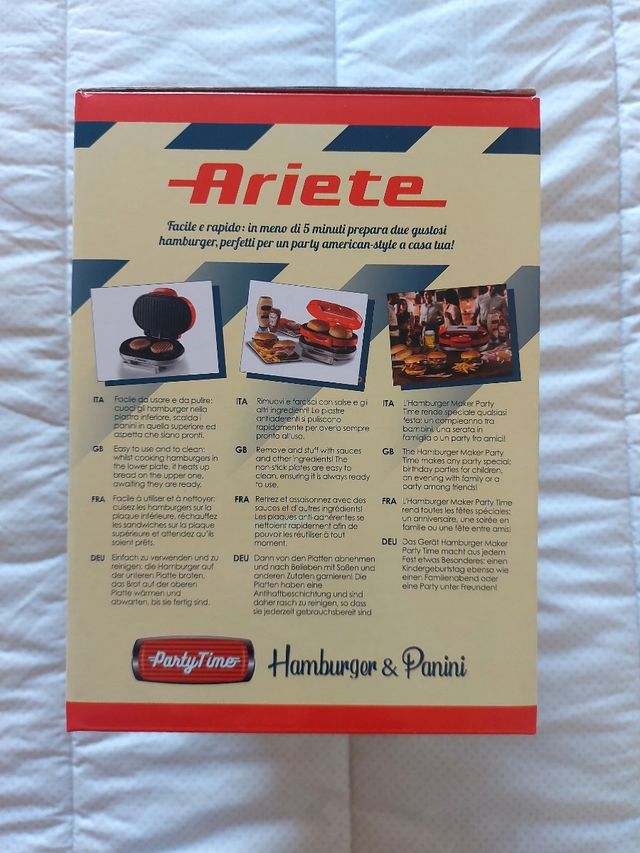 Ariete
Facile e rapido: in meno di 5 minuti prepara due gustosi
hamburger, perfetti per un party american-style a casa tua!
ITA Facile da usare e da pulire:
cuoci gli hamburger nella
piastra inferiore, scalda i
panini in quella superiore ed
aspetta che siano pronti.
GB Easy to use and to clean:
whilst cooking hamburgers in
the lower plate, it heats up
bread on the upper one,
awaiting they are ready.
FRA Facile à utiliser et à nettoyer:
cuisez les hamburgers sur la
plaque inférieure, réchauffez
les sandwiches sur la plaque
supérieure et attendez qu'ils
soient prêts.
DEU Einfach zu verwenden und zu
reinigen: die Hamburger auf
der unteren Platte braten,
das Brot auf der oberen
Platte wärmen und
abwarten, bis sie fertig sind.
ITA Rimuovi e farcisci con salse e gli
altri ingredienti! Le piastre
antiaderenti si puliscono
rapidamente per averlo sempre
pronto all'uso.
GB Remove and stuff with sauces
and other ingredients! The
non-stick plates are easy to
clean, ensuring it is always ready
to use.
FRA Retirez et assaisonnez avec des
sauces et d'autres ingrédients!
Les plaques anti-adhérentes se
nettoient rapidement afin de
pouvoir les réutiliser à tout
moment.
DEU Dann von den Platten abnehmen
und nach Belieben mit Soßen und
anderen Zutaten garnieren! Die
Platten haben eine
Antihaftbeschichtung und sind
daher rasch zu reinigen, so dass
sie jederzeit gebrauchsbereit sind
ITA L'Hamburger Maker Party
Time rende speciale qualsiasi
festa: un compleanno tra
bambini, una serata in
famiglia o un party fra amici!
GB The Hamburger Maker Party
Time makes any party special:
birthday parties for children,
an evening with family or a
party among friends!
FRA L'Hamburger Maker Party Time
rend toutes les fêtes spéciales:
un anniversaire, une soirée en
famille ou une fête entre amis!
DEU Das Gerät Hamburger Maker
Party Time macht aus jedem
Fest etwas Besonderes: einen
Kindergeburtstag ebenso wie
einen Familienabend oder
eine Party unter Freunden!
Party Time Hamburger & Panini